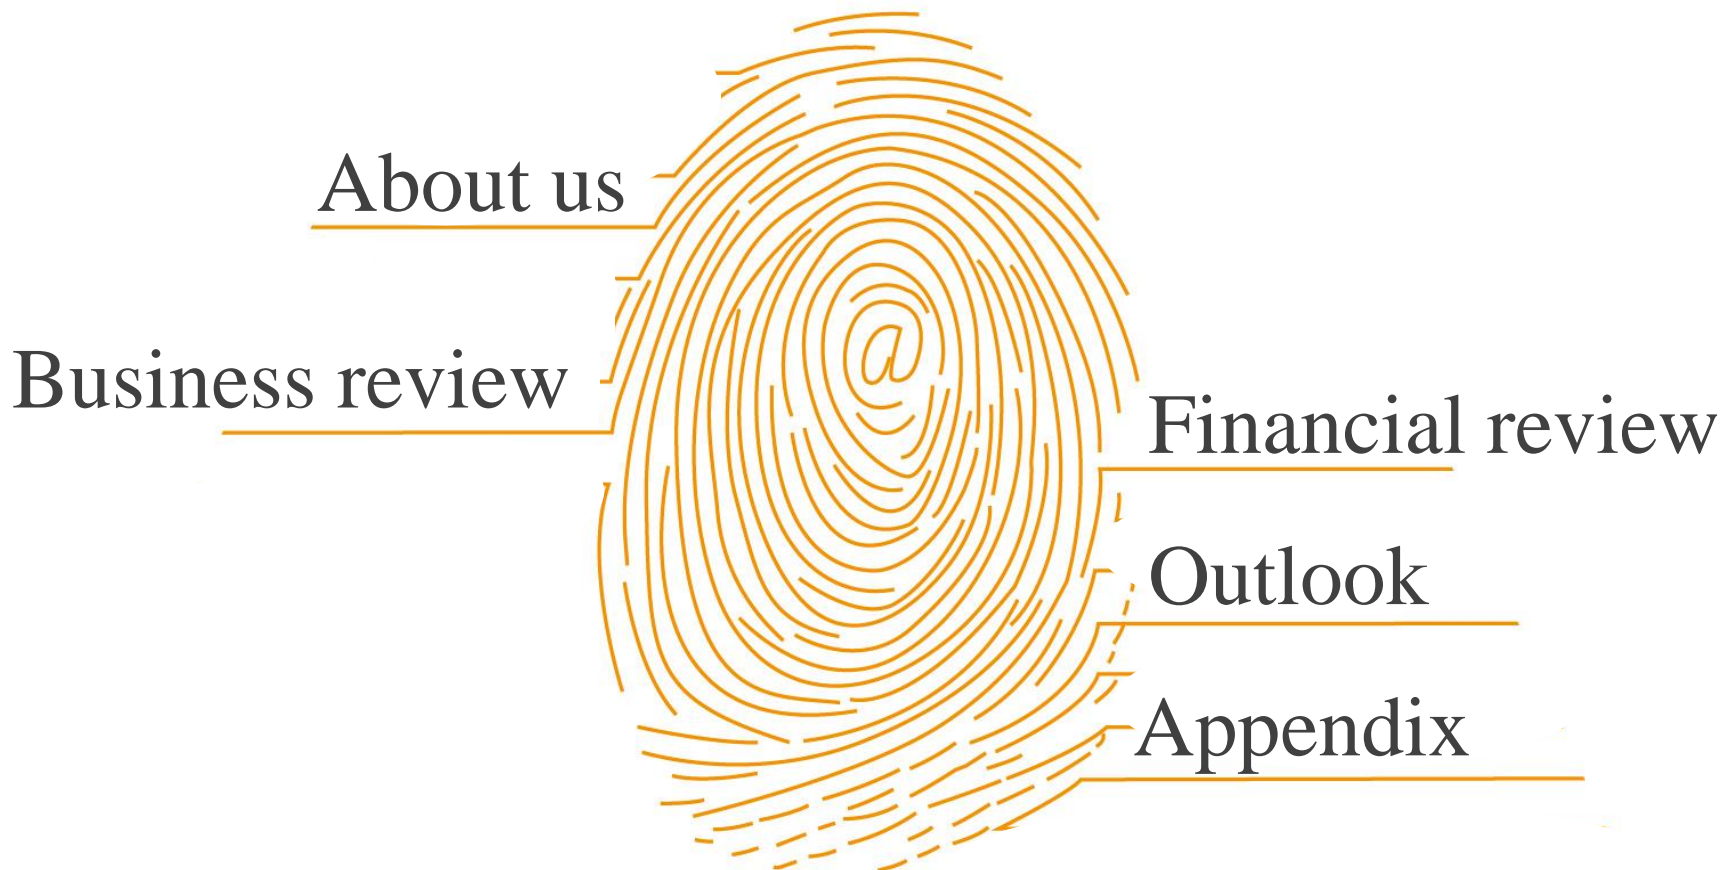 About us
Business review
@
Financial review
Outlook
Appendix